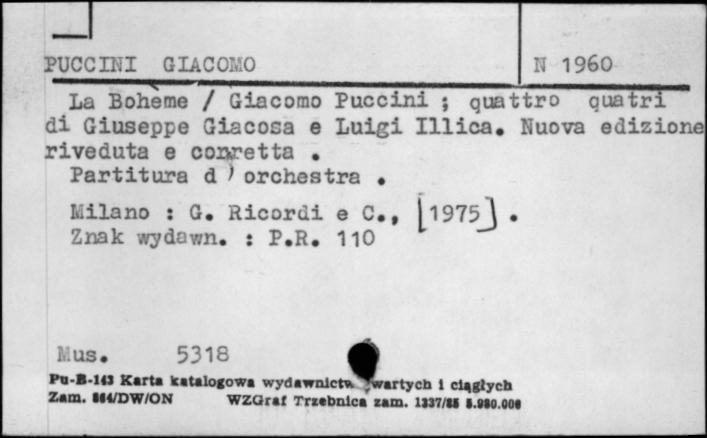 PUCCINI GIACOMO N 1960
La Bohème / Giacomo Puccini ; quattro quatri
di Giuseppe Giacosa e Luigi Illica. Nuova edizione
riveduta e corretta .
Partitura d'orchestra .
Milano : G. Ricordi e C., [1975] .
Znak wydawn. : P.R. 110
Mus. 5318
Pu-B-143 Karta katalogowa wydawnictw zwartych i ciągłych
Zam. 864/DW/ON WZGraf Trzebnica zam. 1337/85 5.980.000